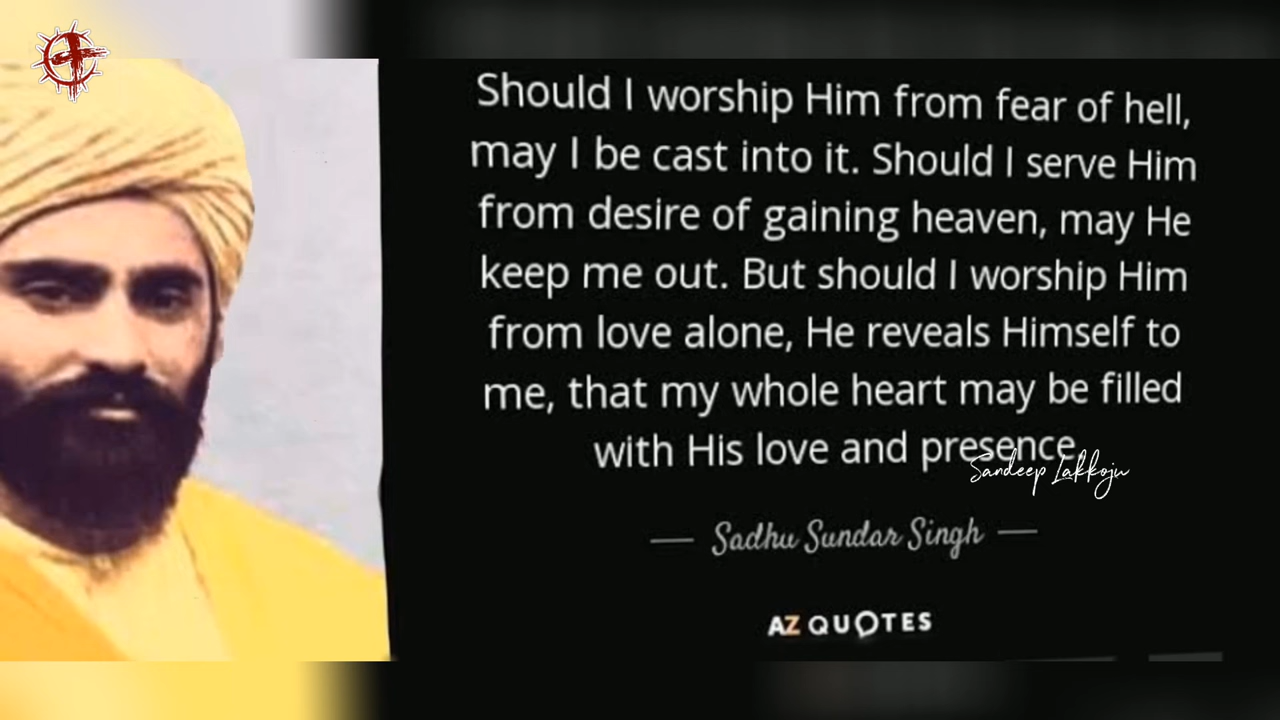 Should I worship Him from fear of hell,
may I be cast into it. Should I serve Him
from desire of gaining heaven, may He
keep me out. But should I worship Him
from love alone, He reveals Himself to
me, that my whole heart may be filled
with His love and presence.
Sandeep Lakkoju
— Sadhu Sundar Singh —
AZ QUOTES